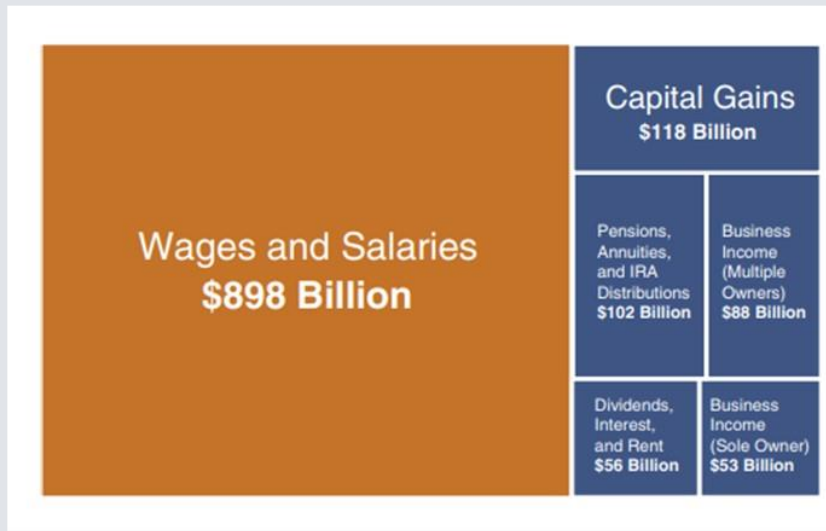 Wages and Salaries
$898 Billion
Capital Gains
$118 Billion
Pensions,
Annuities,
and IRA
Distributions
$102 Billion
Business
Income
(Multiple
Owners)
$88 Billion
Dividends,
Interest,
and Rent
$56 Billion
Business
Income
(Sole Owner)
$53 Billion